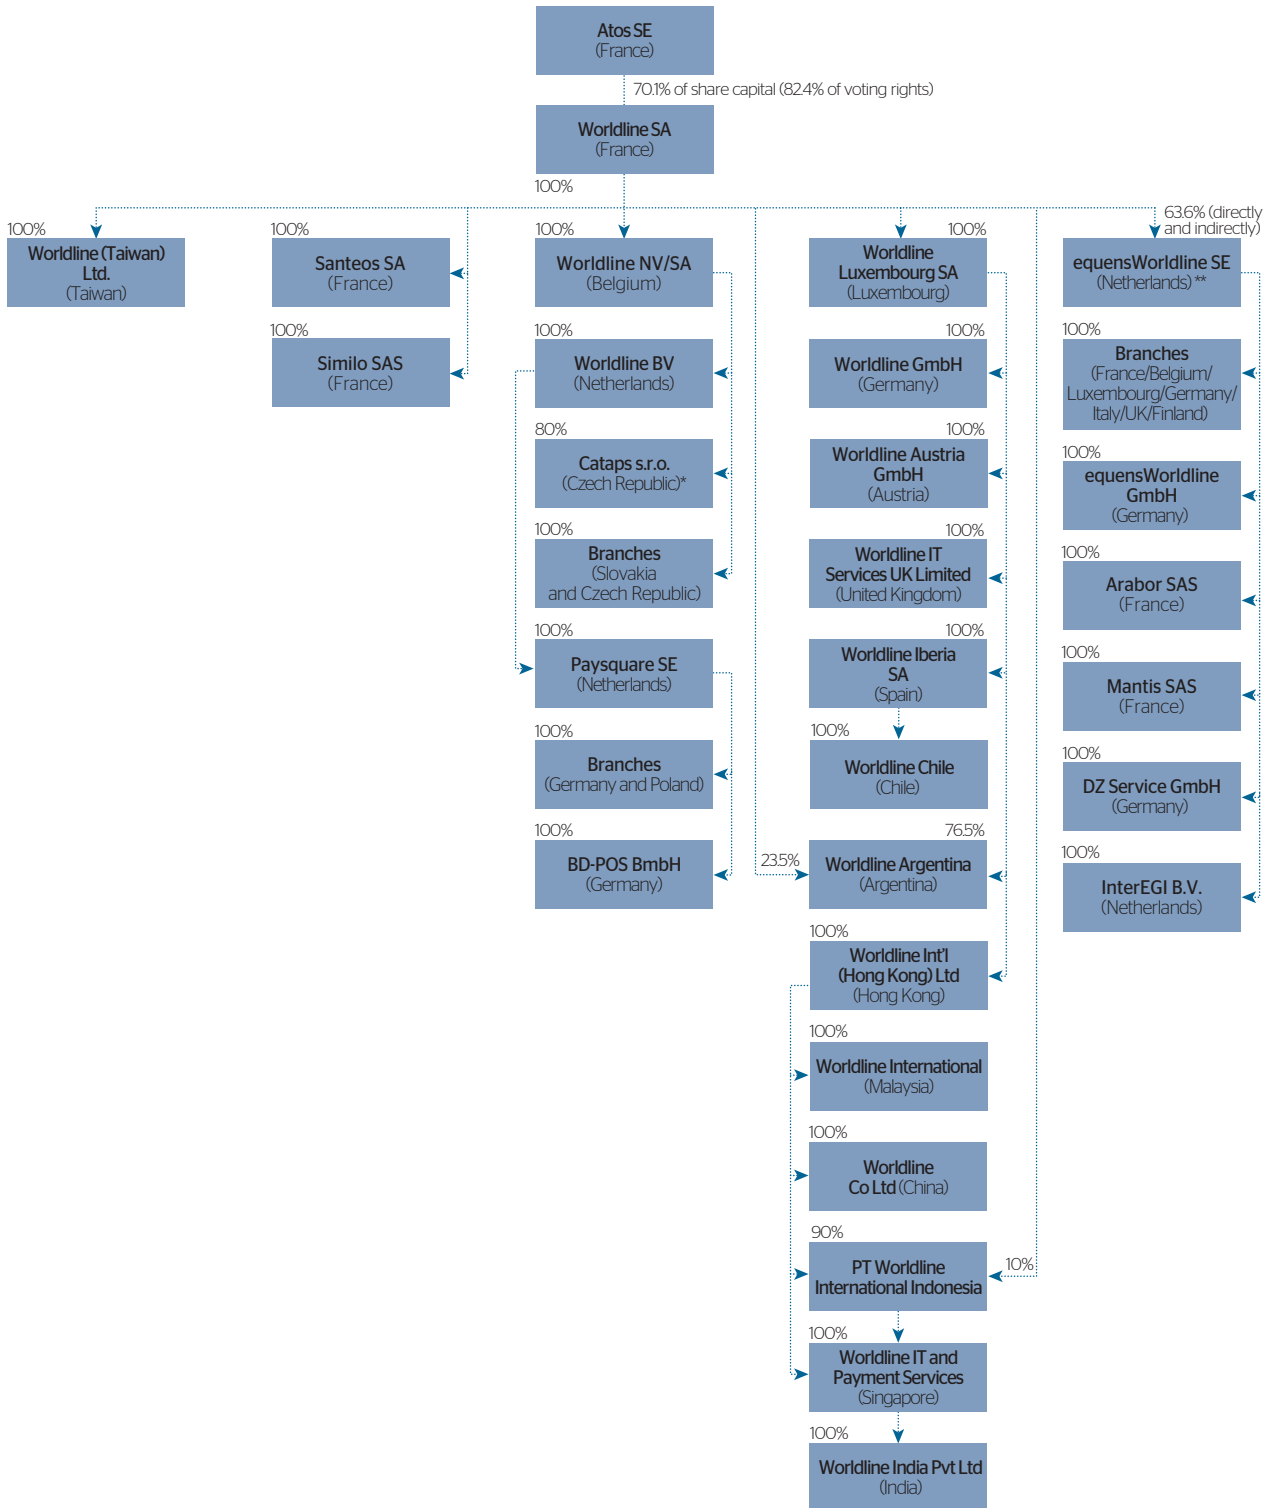 Atos SE
(France)
70.1% of share capital (82.4% of voting rights)
Worldline SA
(France)
100%
100%
Worldline (Taiwan)
Ltd.
(Taiwan)
100%
Santeos SA
(France)
100%
Similo SAS
(France)
100%
Worldline NV/SA
(Belgium)
100%
Worldline BV
(Netherlands)
80%
Cataps s.r.o.
(Czech Republic)*
100%
Branches
(Slovakia
and Czech Republic)
100%
Paysquare SE
(Netherlands)
100%
Branches
(Germany and Poland)
100%
BD-POS BmbH
(Germany)
100%
Worldline
Luxembourg SA
(Luxembourg)
100%
Worldline GmbH
(Germany)
100%
Worldline Austria
GmbH
(Austria)
100%
Worldline IT
Services UK Limited
(United Kingdom)
100%
Worldline Iberia
SA
(Spain)
100%
Worldline Chile
(Chile)
76.5%
23.5%
Worldline Argentina
(Argentina)
100%
Worldline Int'l
(Hong Kong) Ltd
(Hong Kong)
100%
Worldline International
(Malaysia)
100%
Worldline
Co Ltd (China)
90%
PT Worldline
International Indonesia
10%
100%
Worldline IT and
Payment Services
(Singapore)
100%
Worldline India Pvt Ltd
(India)
63.6% (directly
and indirectly)
equensWorldline SE
(Netherlands) **
100%
Branches
(France/Belgium/
Luxembourg/Germany/
Italy/UK/Finland)
100%
equensWorldline
GmbH
(Germany)
100%
Arabor SAS
(France)
100%
Mantis SAS
(France)
100%
DZ Service GmbH
(Germany)
100%
InterEGI B.V.
(Netherlands)